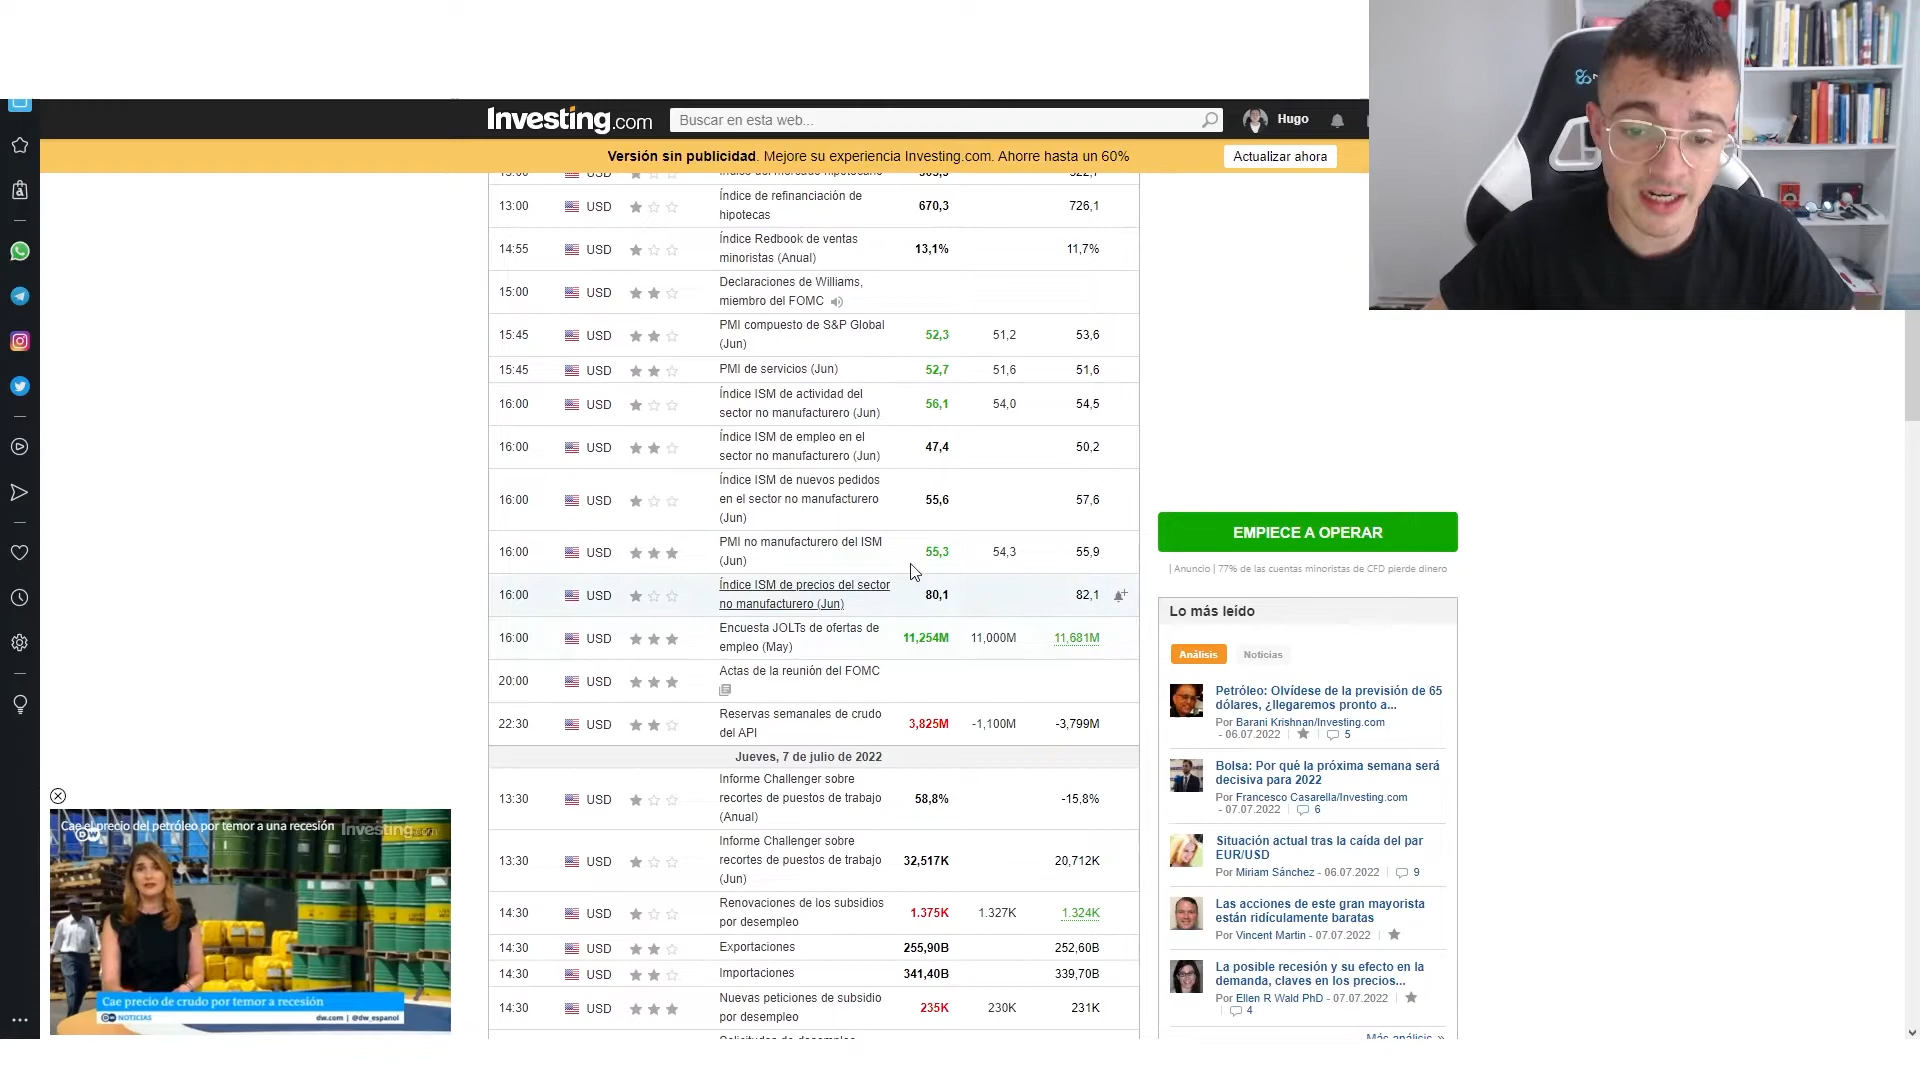 Investing.com
Buscar en esta web...
Hugo
Versión sin publicidad. Mejore su experiencia Investing.com. Ahorre hasta un 60%
Actualizar ahora
13:00 USD Índice de refinanciación de hipotecas 670,3 726,1
14:55 USD Índice Redbook de ventas minoristas (Anual) 13,1% 11,7%
15:00 USD Declaraciones de Williams, miembro del FOMC
15:45 USD PMI compuesto de S&P Global (Jun) 52,3 51,2 53,6
15:45 USD PMI de servicios (Jun) 52,7 51,6 51,6
16:00 USD Índice ISM de actividad del sector no manufacturero (Jun) 56,1 54,0 54,5
16:00 USD Índice ISM de empleo en el sector no manufacturero (Jun) 47,4 50,2
16:00 USD Índice ISM de nuevos pedidos en el sector no manufacturero (Jun) 55,6 57,6
16:00 USD PMI no manufacturero del ISM (Jun) 55,3 54,3 55,9
16:00 USD Índice ISM de precios del sector no manufacturero (Jun) 80,1 82,1
16:00 USD Encuesta JOLTs de ofertas de empleo (May) 11,254M 11,000M 11,681M
20:00 USD Actas de la reunión del FOMC
22:30 USD Reservas semanales de crudo del API 3,825M -1,100M -3,799M
Jueves, 7 de julio de 2022
13:30 USD Informe Challenger sobre recortes de puestos de trabajo (Anual) 58,8% -15,8%
13:30 USD Informe Challenger sobre recortes de puestos de trabajo (Jun) 32,517K 20,712K
14:30 USD Renovaciones de los subsidios por desempleo 1.375K 1.327K 1.324K
14:30 USD Exportaciones 255,90B 252,60B
14:30 USD Importaciones 341,40B 339,70B
14:30 USD Nuevas peticiones de subsidio por desempleo 235K 230K 231K
EMPIECE A OPERAR
| Anuncio | 77% de las cuentas minoristas de CFD pierde dinero
Lo más leído
Análisis Noticias
Petróleo: Olvídese de la previsión de 65
dólares, ¿llegaremos pronto a...
Por Barani Krishnan/Investing.com
- 06.07.2022 | 5
Bolsa: Por qué la próxima semana será
decisiva para 2022
Por Francesco Casarella/Investing.com
- 07.07.2022 | 6
Situación actual tras la caída del par
EUR/USD
Por Miriam Sánchez - 06.07.2022 | 9
Las acciones de este gran mayorista
están ridículamente baratas
Por Vincent Martin - 07.07.2022 |
La posible recesión y su efecto en la
demanda, claves en los precios...
Por Ellen R Wald PhD - 07.07.2022 |
| 4
Más análisis »
Cae el precio del petróleo por temor a una recesión
Investing.com
DW
Cae precio de crudo por temor a recesión
DW NOTICIAS
dw.com | @dw_espanol